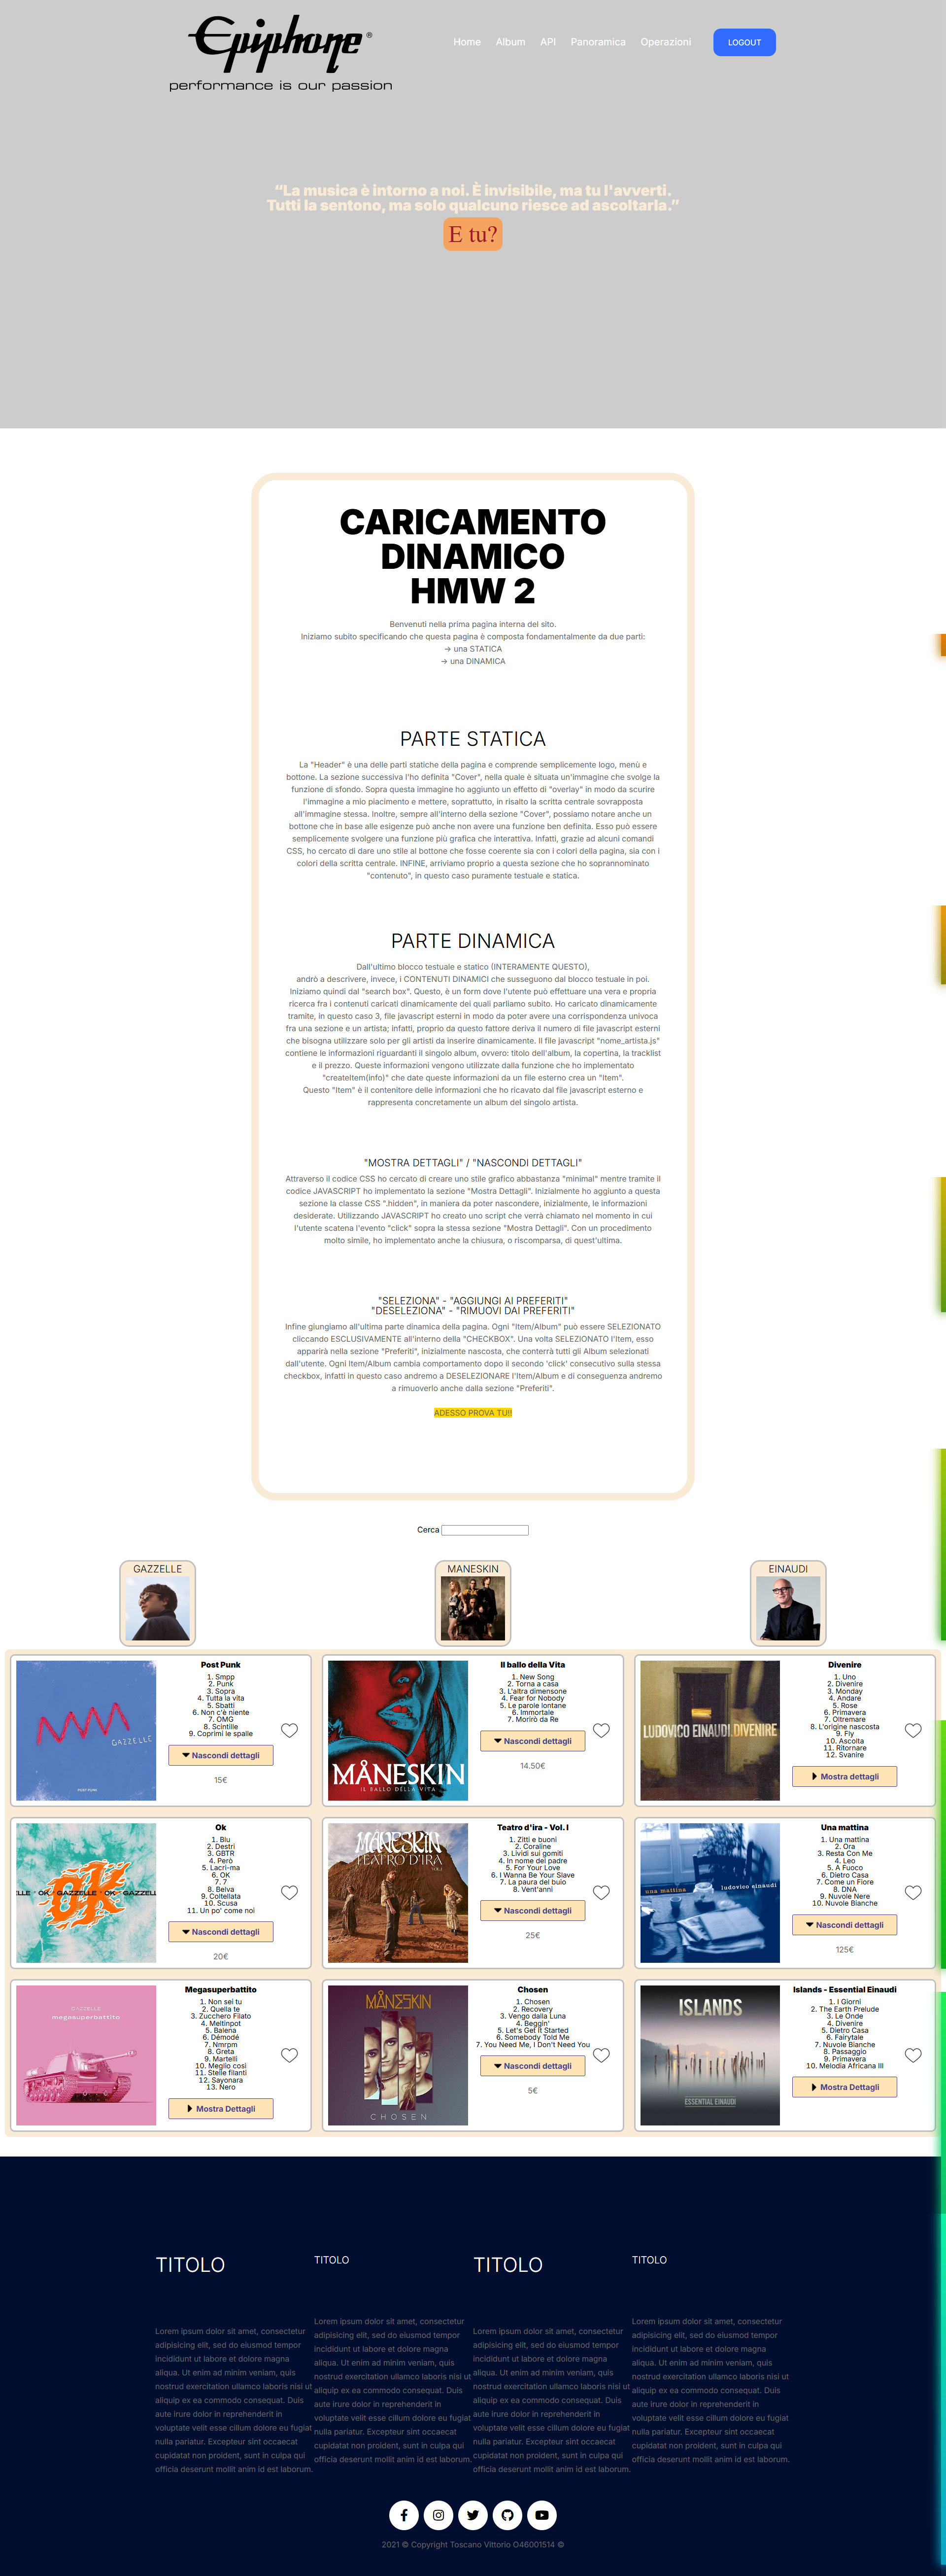 Epiphone ®
performance is our passion
Home Album API Panoramica Operazioni LOGOUT
“La musica è intorno a noi. È invisibile, ma tu l'avverti.
Tutti la sentono, ma solo qualcuno riesce ad ascoltarla.”
E tu?
CARICAMENTO
DINAMICO
HMW 2
Benvenuti nella prima pagina interna del sito.
Iniziamo subito specificando che questa pagina è composta fondamentalmente da due parti:
→ una STATICA
→ una DINAMICA
PARTE STATICA
La "Header" è una delle parti statiche della pagina e comprende semplicemente logo, menù e
bottone. La sezione successiva l'ho definita "Cover", nella quale è situata un'immagine che svolge la
funzione di sfondo. Sopra questa immagine ho aggiunto un effetto di "overlay" in modo da scurire
l'immagine a mio piacimento e mettere, soprattutto, in risalto la scritta centrale sovrapposta
all'immagine stessa. Inoltre, sempre all'interno della sezione "Cover", possiamo notare anche un
bottone che in base alle esigenze può anche non avere una funzione ben definita. Esso può essere
semplicemente svolgere una funzione più grafica che interattiva. Infatti, grazie ad alcuni comandi
CSS, ho cercato di dare uno stile al bottone che fosse coerente sia con i colori della pagina, sia con i
colori della scritta centrale. INFINE, arriviamo proprio a questa sezione che ho soprannominato
"contenuto", in questo caso puramente testuale e statica.
PARTE DINAMICA
Dall'ultimo blocco testuale e statico (INTERAMENTE QUESTO),
andrò a descrivere, invece, i CONTENUTI DINAMICI che susseguono dal blocco testuale in poi.
Iniziamo quindi dal "search box". Questo, è un form dove l'utente può effettuare una vera e propria
ricerca fra i contenuti caricati dinamicamente dei quali parliamo subito. Ho caricato dinamicamente
tramite, in questo caso 3, file javascript esterni in modo da poter avere una corrispondenza univoca
fra una sezione e un artista; infatti, proprio da questo fattore deriva il numero di file javascript esterni
che bisogna utilizzare solo per gli artisti da inserire dinamicamente. Il file javascript "nome_artista.js"
contiene le informazioni riguardanti il singolo album, ovvero: titolo dell'album, la copertina, la tracklist
e il prezzo. Queste informazioni vengono utilizzate dalla funzione che ho implementato
"createItem(info)" che date queste informazioni da un file esterno crea un "Item".
Questo "Item" è il contenitore delle informazioni che ho ricavato dal file javascript esterno e
rappresenta concretamente un album del singolo artista.
"MOSTRA DETTAGLI" / "NASCONDI DETTAGLI"
Attraverso il codice CSS ho cercato di creare uno stile grafico abbastanza "minimal" mentre tramite il
codice JAVASCRIPT ho implementato la sezione "Mostra Dettagli". Inizialmente ho aggiunto a questa
sezione la classe CSS ".hidden", in maniera da poter nascondere, inizialmente, le informazioni
desiderate. Utilizzando JAVASCRIPT ho creato uno script che verrà chiamato nel momento in cui
l'utente scatena l'evento "click" sopra la stessa sezione "Mostra Dettagli". Con un procedimento
molto simile, ho implementato anche la chiusura, o riscomparsa, di quest'ultima.
"SELEZIONA" - "AGGIUNGI AI PREFERITI"
"DESELEZIONA" - "RIMUOVI DAI PREFERITI"
Infine giungiamo all'ultima parte dinamica della pagina. Ogni "Item/Album" può essere SELEZIONATO
cliccando ESCLUSIVAMENTE all'interno della "CHECKBOX". Una volta SELEZIONATO l'Item, esso
apparirà nella sezione "Preferiti", inizialmente nascosta, che conterrà tutti gli Album selezionati
dall'utente. Ogni Item/Album cambia comportamento dopo il secondo 'click' consecutivo sulla stessa
checkbox, infatti in questo caso andremo a DESELEZIONARE l'Item/Album e di conseguenza andremo
a rimuoverlo anche dalla sezione "Preferiti".
ADESSO PROVA TU!!
Cerca
GAZZELLE
MANESKIN
EINAUDI
GAZZELLE
POST PUNK
Post Punk
1. Smpp
2. Punk
3. Sopra
4. Tutta la vita
5. Sbatti
6. Non c'è niente
7. OMG
8. Scintille
9. Coprimi le spalle
Nascondi dettagli
15€
MÅNESKIN
IL BALLO DELLA VITA
Il ballo della Vita
1. New Song
2. Torna a casa
3. L'altra dimensone
4. Fear for Nobody
5. Le parole lontane
6. Immortale
7. Morirò da Re
Nascondi dettagli
14.50€
LUDOVICO EINAUDI DIVENIRE
Divenire
1. Uno
2. Divenire
3. Monday
4. Andare
5. Rose
6. Primavera
7. Oltremare
8. L'origine nascosta
9. Fly
10. Ascolta
11. Ritornare
12. Svanire
Mostra dettagli
LLE · OK · GAZZELLE · OK · GAZZELL
OK
Ok
1. Blu
2. Destri
3. GBTR
4. Però
5. Lacri-ma
6. OK
7. 7
8. Belva
9. Coltellata
10. Scusa
11. Un po' come noi
Nascondi dettagli
20€
MÅNESKIN
TEATRO D'IRA
VOL.I
Teatro d'ira - Vol. I
1. Zitti e buoni
2. Coraline
3. Lividi sui gomiti
4. In nome del padre
5. For Your Love
6. I Wanna Be Your Slave
7. La paura del buio
8. Vent'anni
Nascondi dettagli
25€
una mattina ludovico einaudi
Una mattina
1. Una mattina
2. Ora
3. Resta Con Me
4. Leo
5. A Fuoco
6. Dietro Casa
7. Come un Fiore
8. DNA
9. Nuvole Nere
10. Nuvole Bianche
Nascondi dettagli
125€
GAZZELLE
megasuperbattito
Megasuperbattito
1. Non sei tu
2. Quella te
3. Zucchero Filato
4. Meltinpot
5. Balena
6. Démodé
7. Nmrpm
8. Greta
9. Martelli
10. Meglio così
11. Stelle filanti
12. Sayonara
13. Nero
Mostra Dettagli
MÅNESKIN
CHOSEN
Chosen
1. Chosen
2. Recovery
3. Vengo dalla Luna
4. Beggin'
5. Let's Get It Started
6. Somebody Told Me
7. You Need Me, I Don't Need You
Nascondi dettagli
5€
ISLANDS
ESSENTIAL EINAUDI
Islands - Essential Einaudi
1. I Giorni
2. The Earth Prelude
3. Le Onde
4. Divenire
5. Dietro Casa
6. Fairytale
7. Nuvole Bianche
8. Passaggio
9. Primavera
10. Melodia Africana III
Mostra Dettagli
TITOLO
Lorem ipsum dolor sit amet, consectetur
adipisicing elit, sed do eiusmod tempor
incididunt ut labore et dolore magna
aliqua. Ut enim ad minim veniam, quis
nostrud exercitation ullamco laboris nisi ut
aliquip ex ea commodo consequat. Duis
aute irure dolor in reprehenderit in
voluptate velit esse cillum dolore eu fugiat
nulla pariatur. Excepteur sint occaecat
cupidatat non proident, sunt in culpa qui
officia deserunt mollit anim id est laborum.
TITOLO
Lorem ipsum dolor sit amet, consectetur
adipisicing elit, sed do eiusmod tempor
incididunt ut labore et dolore magna
aliqua. Ut enim ad minim veniam, quis
nostrud exercitation ullamco laboris nisi ut
aliquip ex ea commodo consequat. Duis
aute irure dolor in reprehenderit in
voluptate velit esse cillum dolore eu fugiat
nulla pariatur. Excepteur sint occaecat
cupidatat non proident, sunt in culpa qui
officia deserunt mollit anim id est laborum.
TITOLO
Lorem ipsum dolor sit amet, consectetur
adipisicing elit, sed do eiusmod tempor
incididunt ut labore et dolore magna
aliqua. Ut enim ad minim veniam, quis
nostrud exercitation ullamco laboris nisi ut
aliquip ex ea commodo consequat. Duis
aute irure dolor in reprehenderit in
voluptate velit esse cillum dolore eu fugiat
nulla pariatur. Excepteur sint occaecat
cupidatat non proident, sunt in culpa qui
officia deserunt mollit anim id est laborum.
TITOLO
Lorem ipsum dolor sit amet, consectetur
adipisicing elit, sed do eiusmod tempor
incididunt ut labore et dolore magna
aliqua. Ut enim ad minim veniam, quis
nostrud exercitation ullamco laboris nisi ut
aliquip ex ea commodo consequat. Duis
aute irure dolor in reprehenderit in
voluptate velit esse cillum dolore eu fugiat
nulla pariatur. Excepteur sint occaecat
cupidatat non proident, sunt in culpa qui
officia deserunt mollit anim id est laborum.
2021 © Copyright Toscano Vittorio O46001514 ©